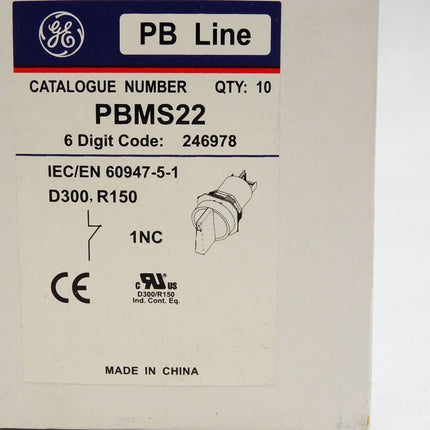 GE
PB Line
CATALOGUE NUMBER QTY: 10
PBMS22
6 Digit Code: 246978
IEC/EN 60947-5-1
D300, R150
1NC
CE
c UR US
D300/R150
Ind. Cont. Eq.
MADE IN CHINA